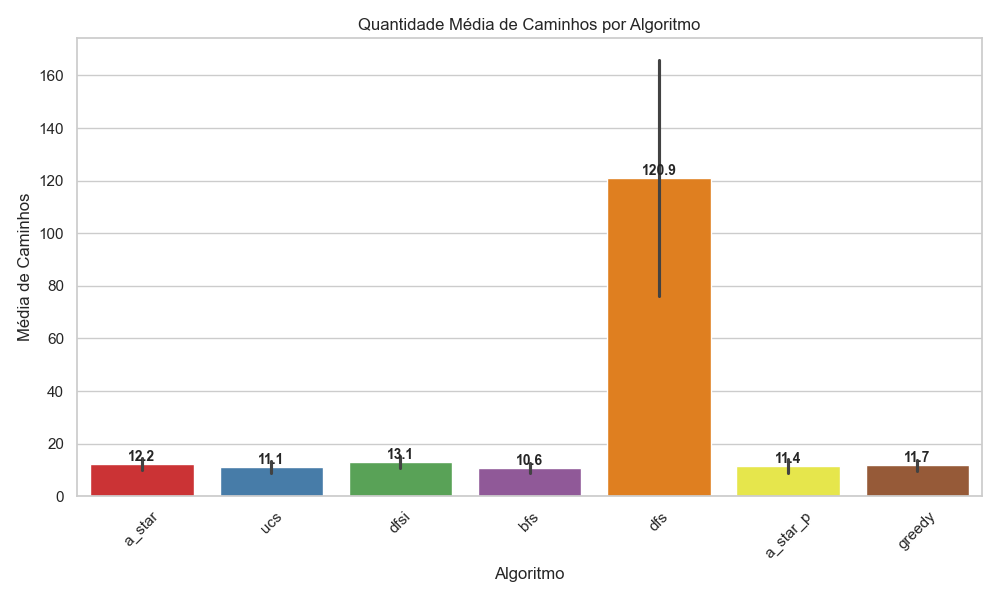 Quantidade Média de Caminhos por Algoritmo
Média de Caminhos
160
140
120
100
80
60
40
20
0
12.2
11.1
13.1
10.6
120.9
11.4
11.7
a_star
ucs
dfsi
bfs
dfs
a_star_p
greedy
Algoritmo